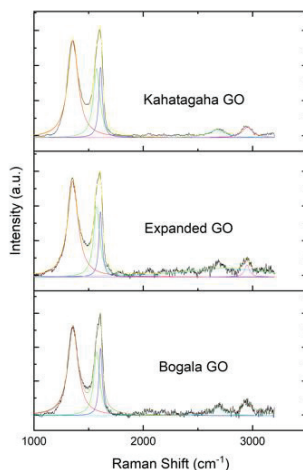 Kahatagaha GO
Expanded GO
Bogala GO
Intensity (a.u.)
1000
2000
3000
Raman Shift (cm⁻¹)